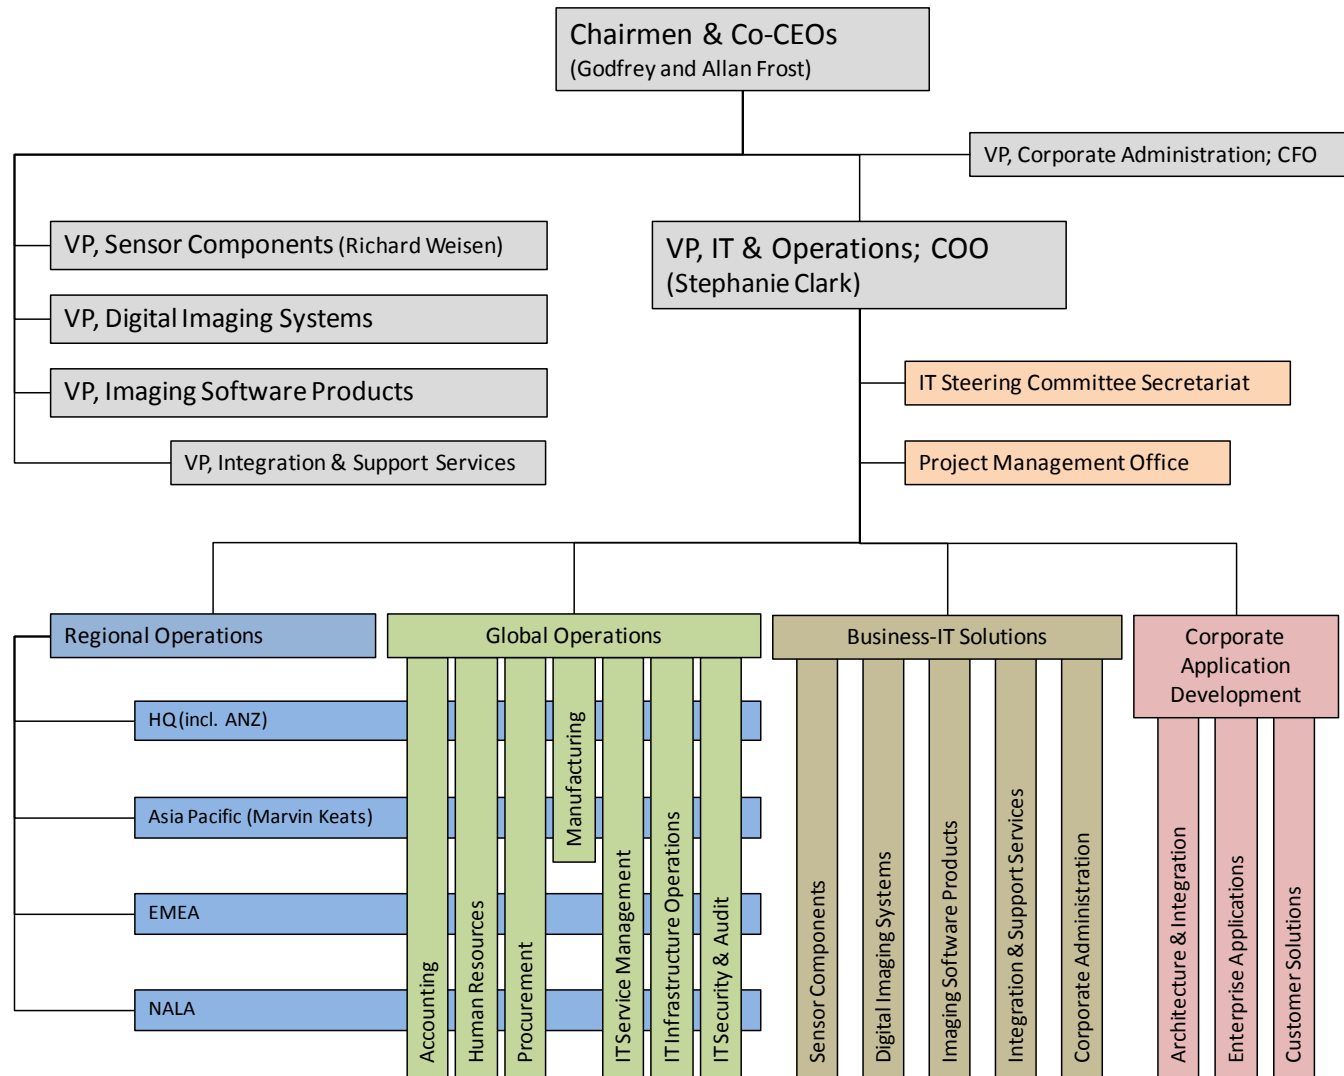 Chairmen & Co-CEOs
(Godfrey and Allan Frost)
VP, Corporate Administration; CFO
VP, Sensor Components (Richard Weisen)
VP, IT & Operations; COO
(Stephanie Clark)
VP, Digital Imaging Systems
VP, Imaging Software Products
IT Steering Committee Secretariat
VP, Integration & Support Services
Project Management Office
Regional Operations
Global Operations
Business-IT Solutions
Corporate
Application
Development
HQ (incl. ANZ)
Asia Pacific (Marvin Keats)
EMEA
NALA
Accounting
Human Resources
Procurement
Manufacturing
IT Service Management
IT Infrastructure Operations
IT Security & Audit
Sensor Components
Digital Imaging Systems
Imaging Software Products
Integration & Support Services
Corporate Administration
Architecture & Integration
Enterprise Applications
Customer Solutions